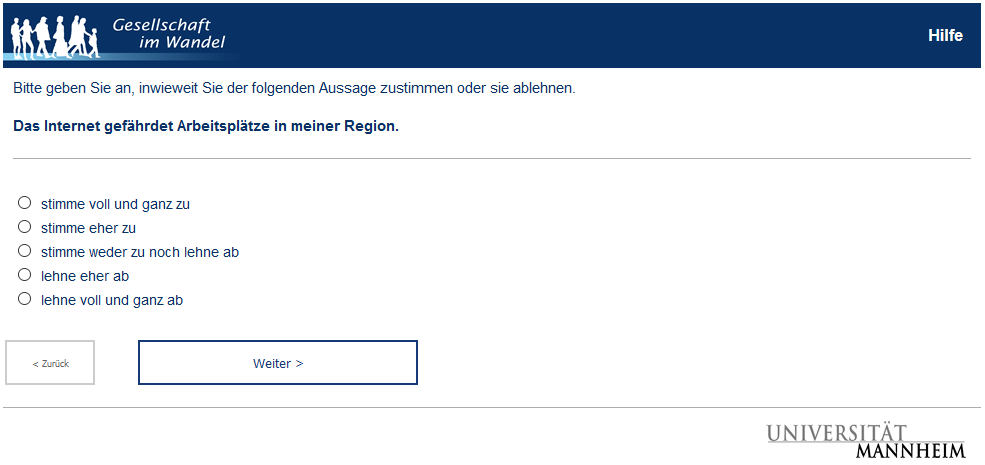 Gesellschaft
im Wandel
Hilfe
Bitte geben Sie an, inwieweit Sie der folgenden Aussage zustimmen oder sie ablehnen.
Das Internet gefährdet Arbeitsplätze in meiner Region.
stimme voll und ganz zu
stimme eher zu
stimme weder zu noch lehne ab
lehne eher ab
lehne voll und ganz ab
< Zurück
Weiter >
UNIVERSITÄT
MANNHEIM